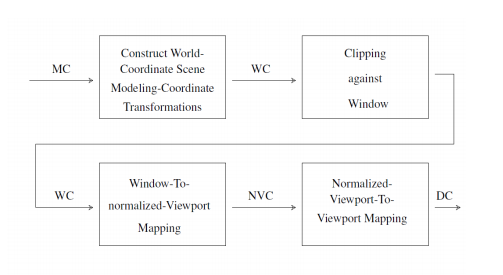 MC
Construct World-
Coordinate Scene
Modeling-Coordinate
Transformations
WC
Clipping
against
Window
WC
Window-To-
normalized-Viewport
Mapping
NVC
Normalized-
Viewport-To-
Viewport Mapping
DC